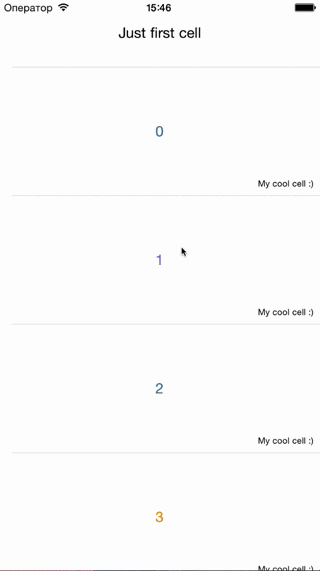 Оператор 15:46
Just first cell
0
My cool cell :)
1
My cool cell :)
2
My cool cell :)
3
My cool cell :)